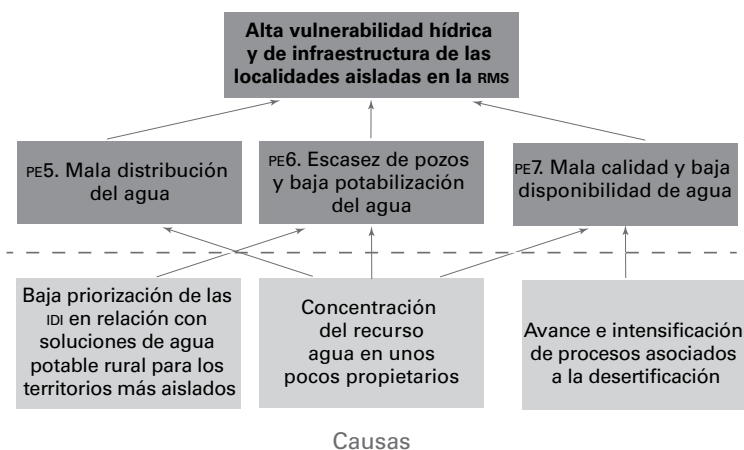 Alta vulnerabilidad hídrica
y de infraestructura de las
localidades aisladas en la RMS
PE5. Mala distribución
del agua
PE6. Escasez de pozos
y baja potabilización
del agua
PE7. Mala calidad y baja
disponibilidad de agua
Baja priorización de las
IDI en relación con
soluciones de agua
potable rural para los
territorios más aislados
Concentración
del recurso
agua en unos
pocos propietarios
Avance e intensificación
de procesos asociados
a la desertificación
Causas